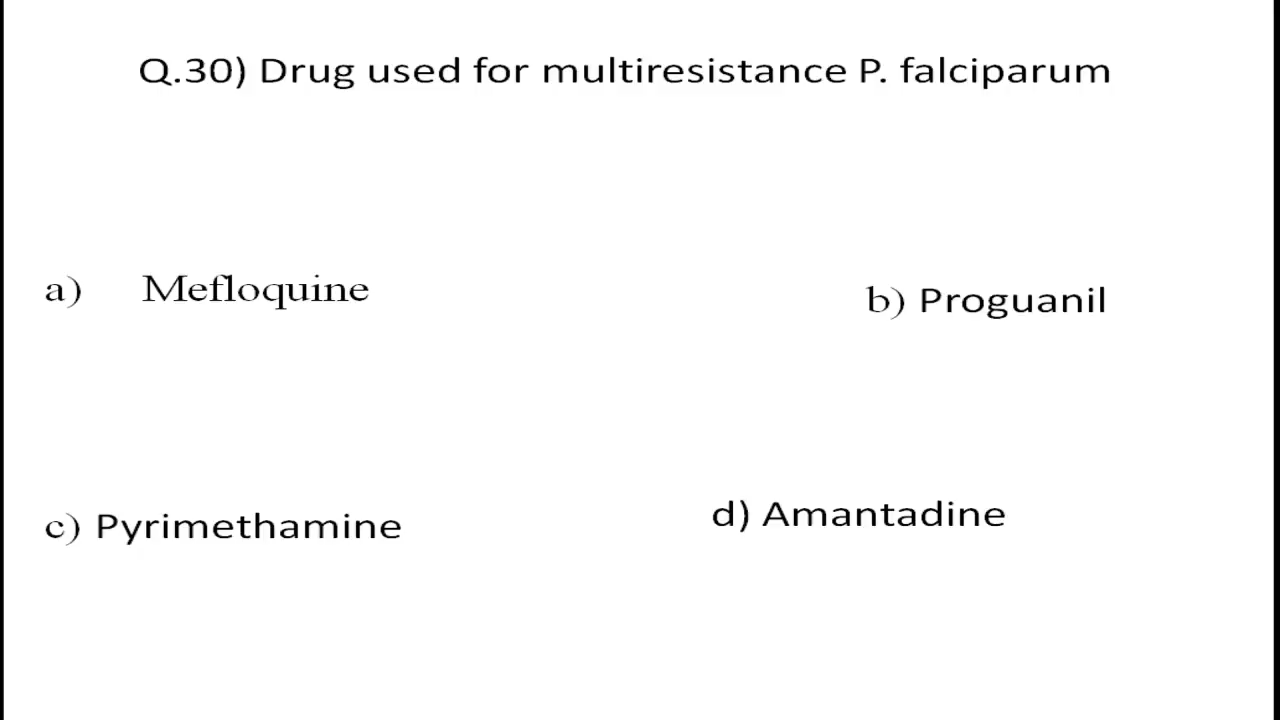 Q.30) Drug used for multiresistance P. falciparum
a) Mefloquine
b) Proguanil
c) Pyrimethamine
d) Amantadine